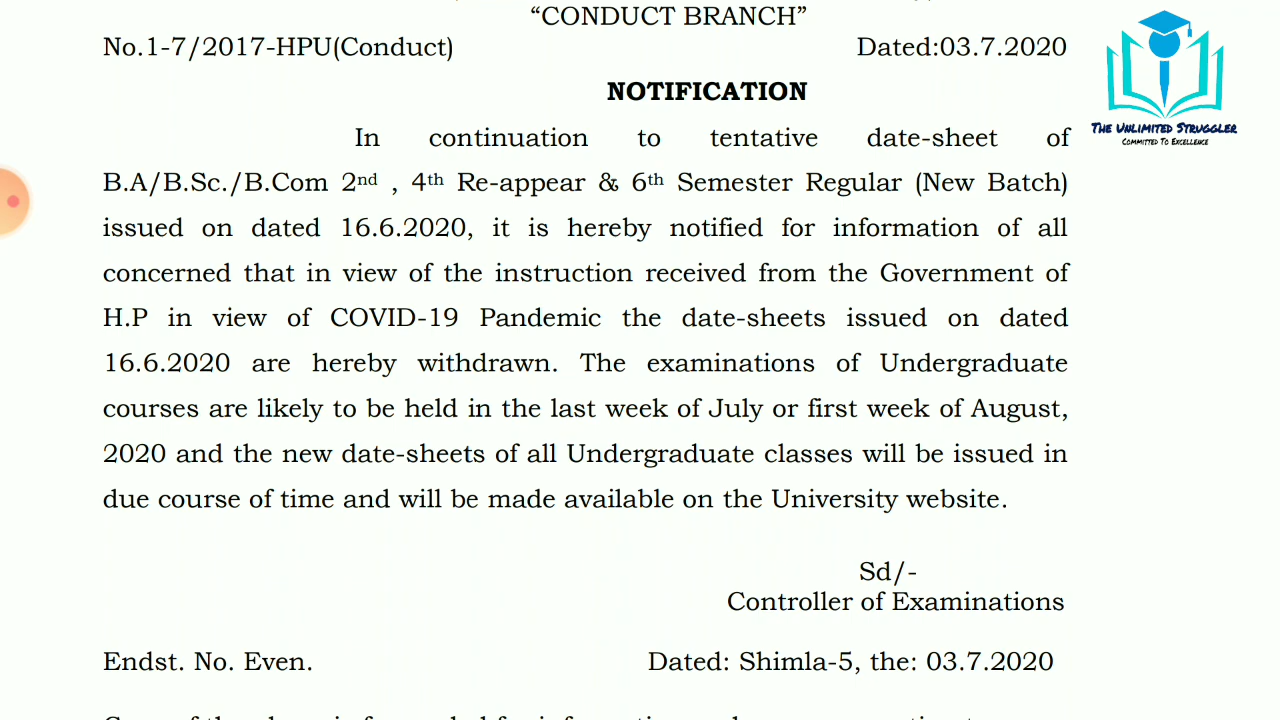 “CONDUCT BRANCH”
No.1-7/2017-HPU(Conduct) Dated:03.7.2020
NOTIFICATION
In continuation to tentative date-sheet of
B.A/B.Sc./B.Com 2nd , 4th Re-appear & 6th Semester Regular (New Batch)
issued on dated 16.6.2020, it is hereby notified for information of all
concerned that in view of the instruction received from the Government of
H.P in view of COVID-19 Pandemic the date-sheets issued on dated
16.6.2020 are hereby withdrawn. The examinations of Undergraduate
courses are likely to be held in the last week of July or first week of August,
2020 and the new date-sheets of all Undergraduate classes will be issued in
due course of time and will be made available on the University website.
Sd/-
Controller of Examinations
Endst. No. Even. Dated: Shimla-5, the: 03.7.2020
The Unlimited Struggler
Committed To Excellence